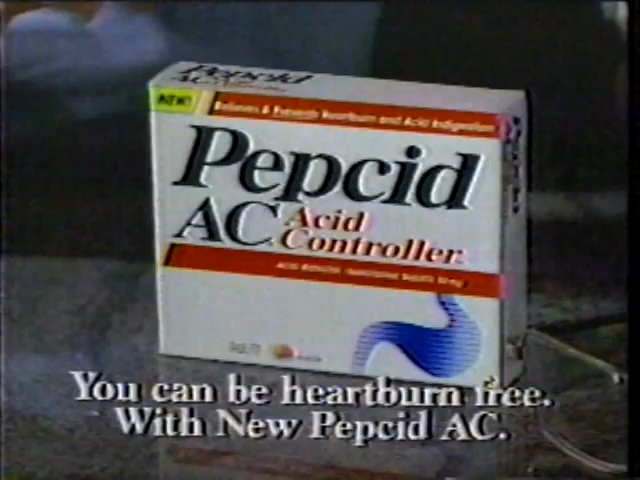 Pepcid
AC
NEW!
Relieves & Prevents Heartburn and Acid Indigestion
Pepcid
AC Acid
Controller
You can be heartburn free.
With New Pepcid AC.